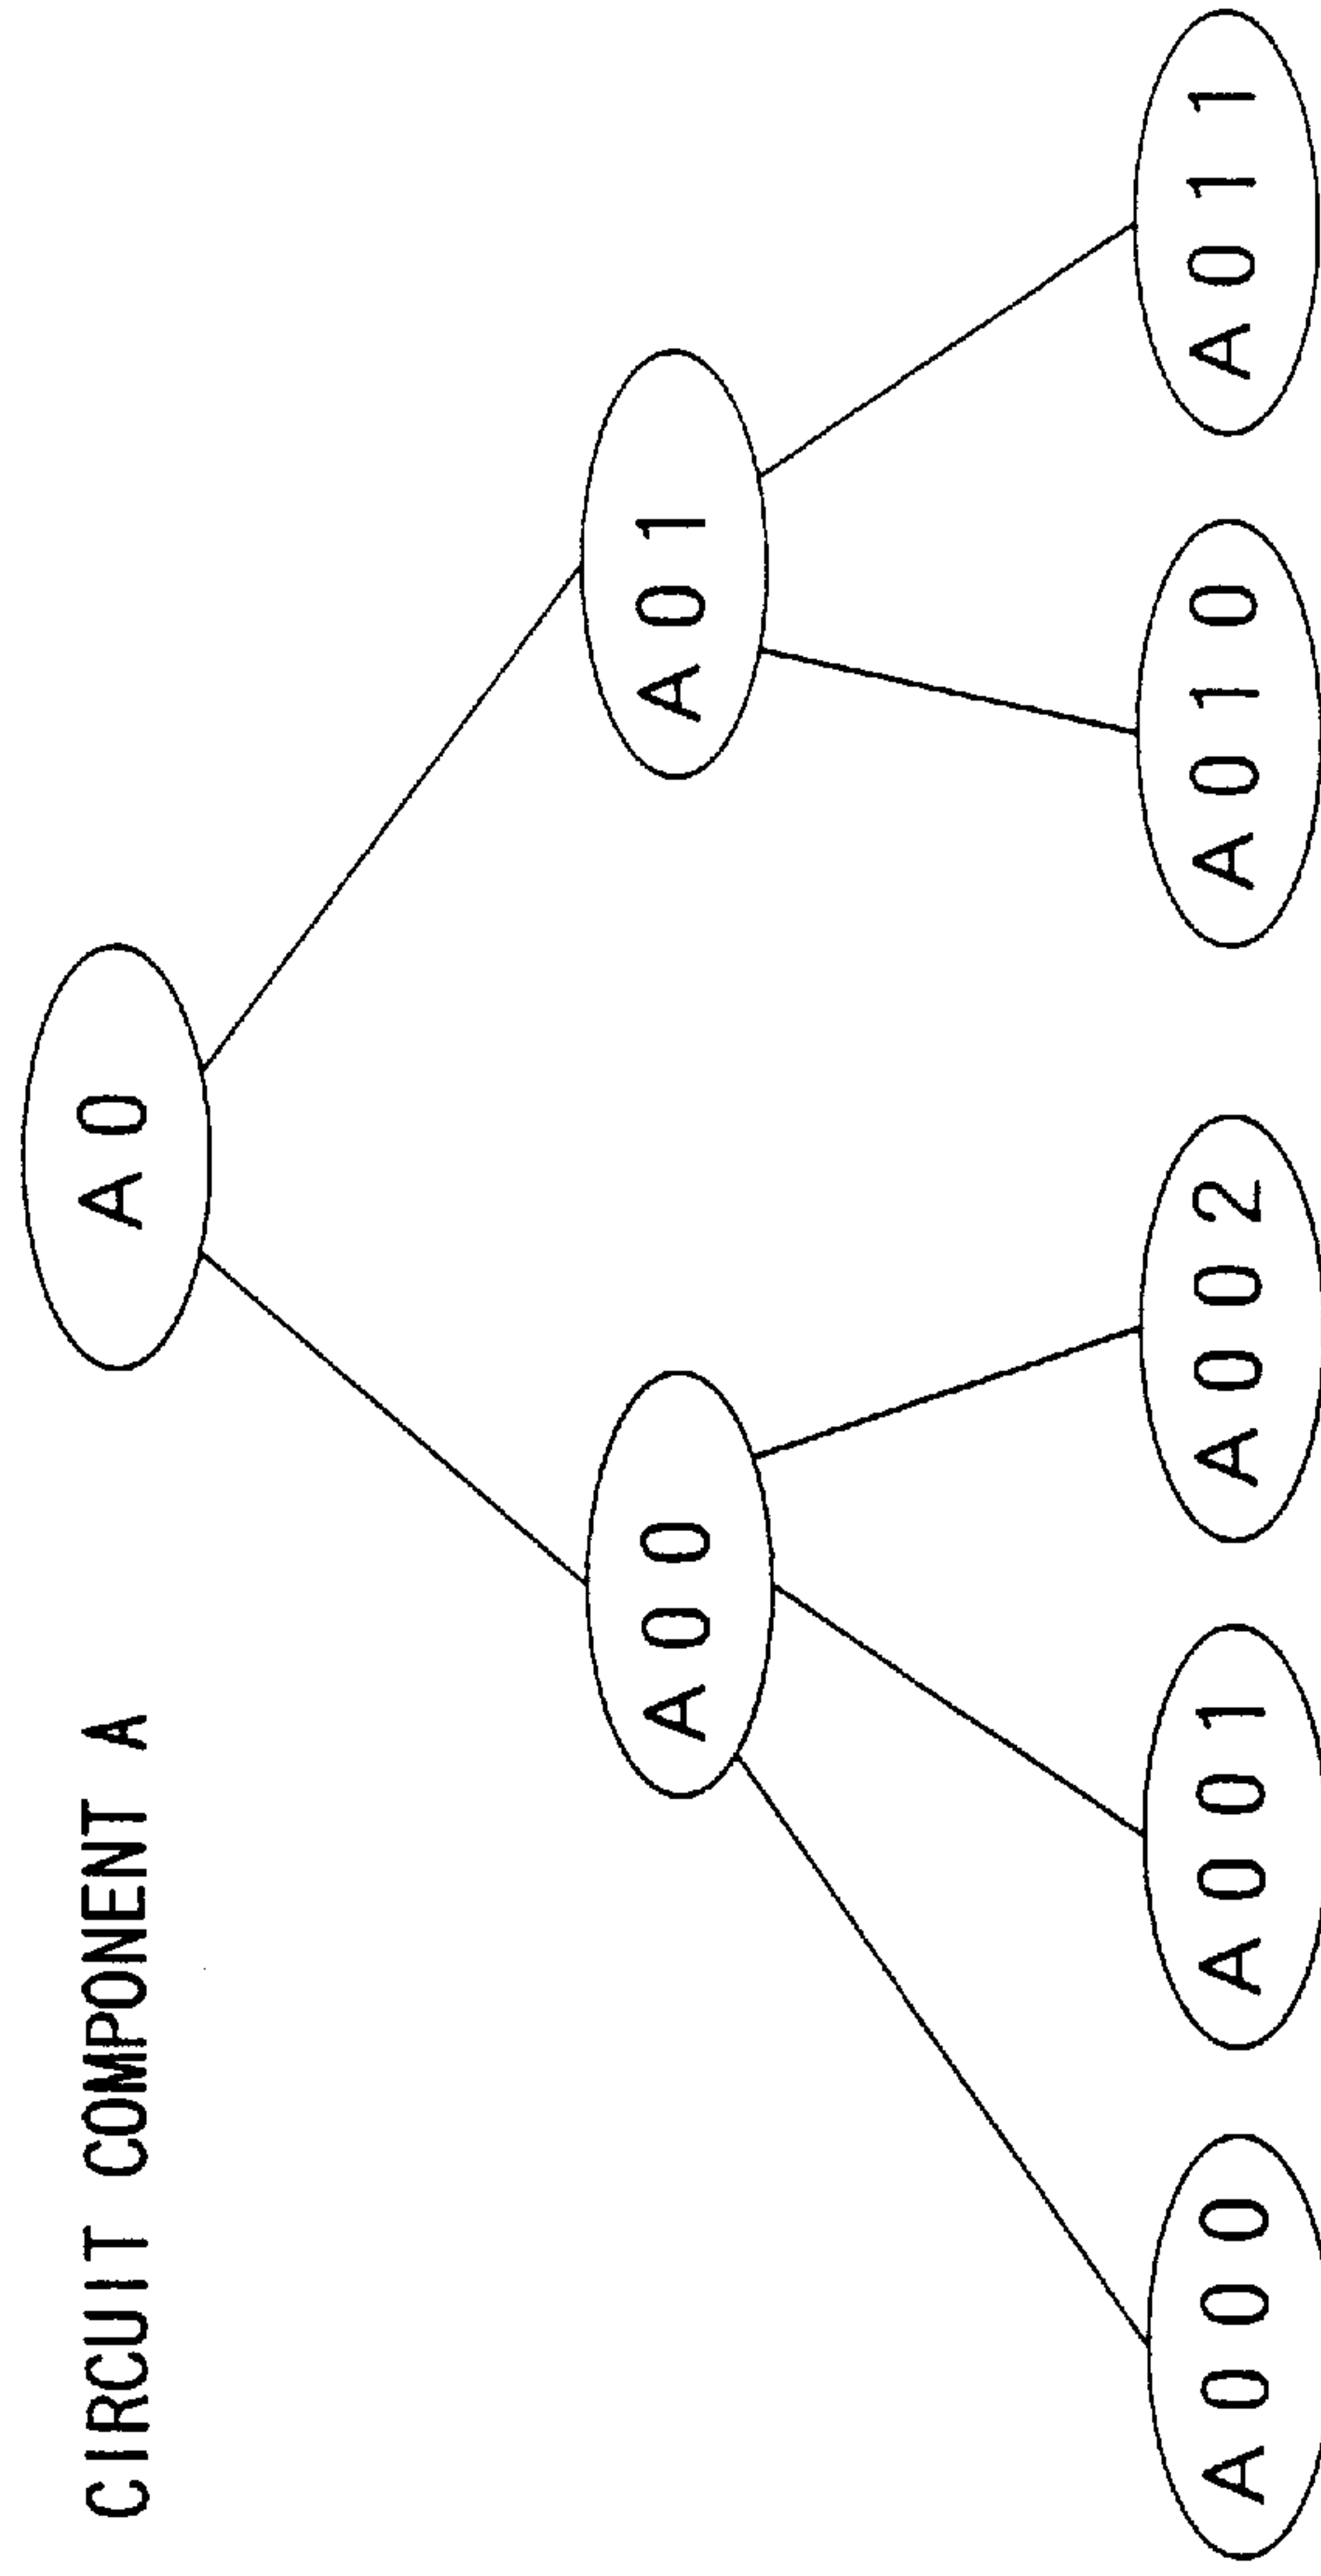 CIRCUIT COMPONENT A
A0
A00
A01
A000
A001
A002
A010
A011